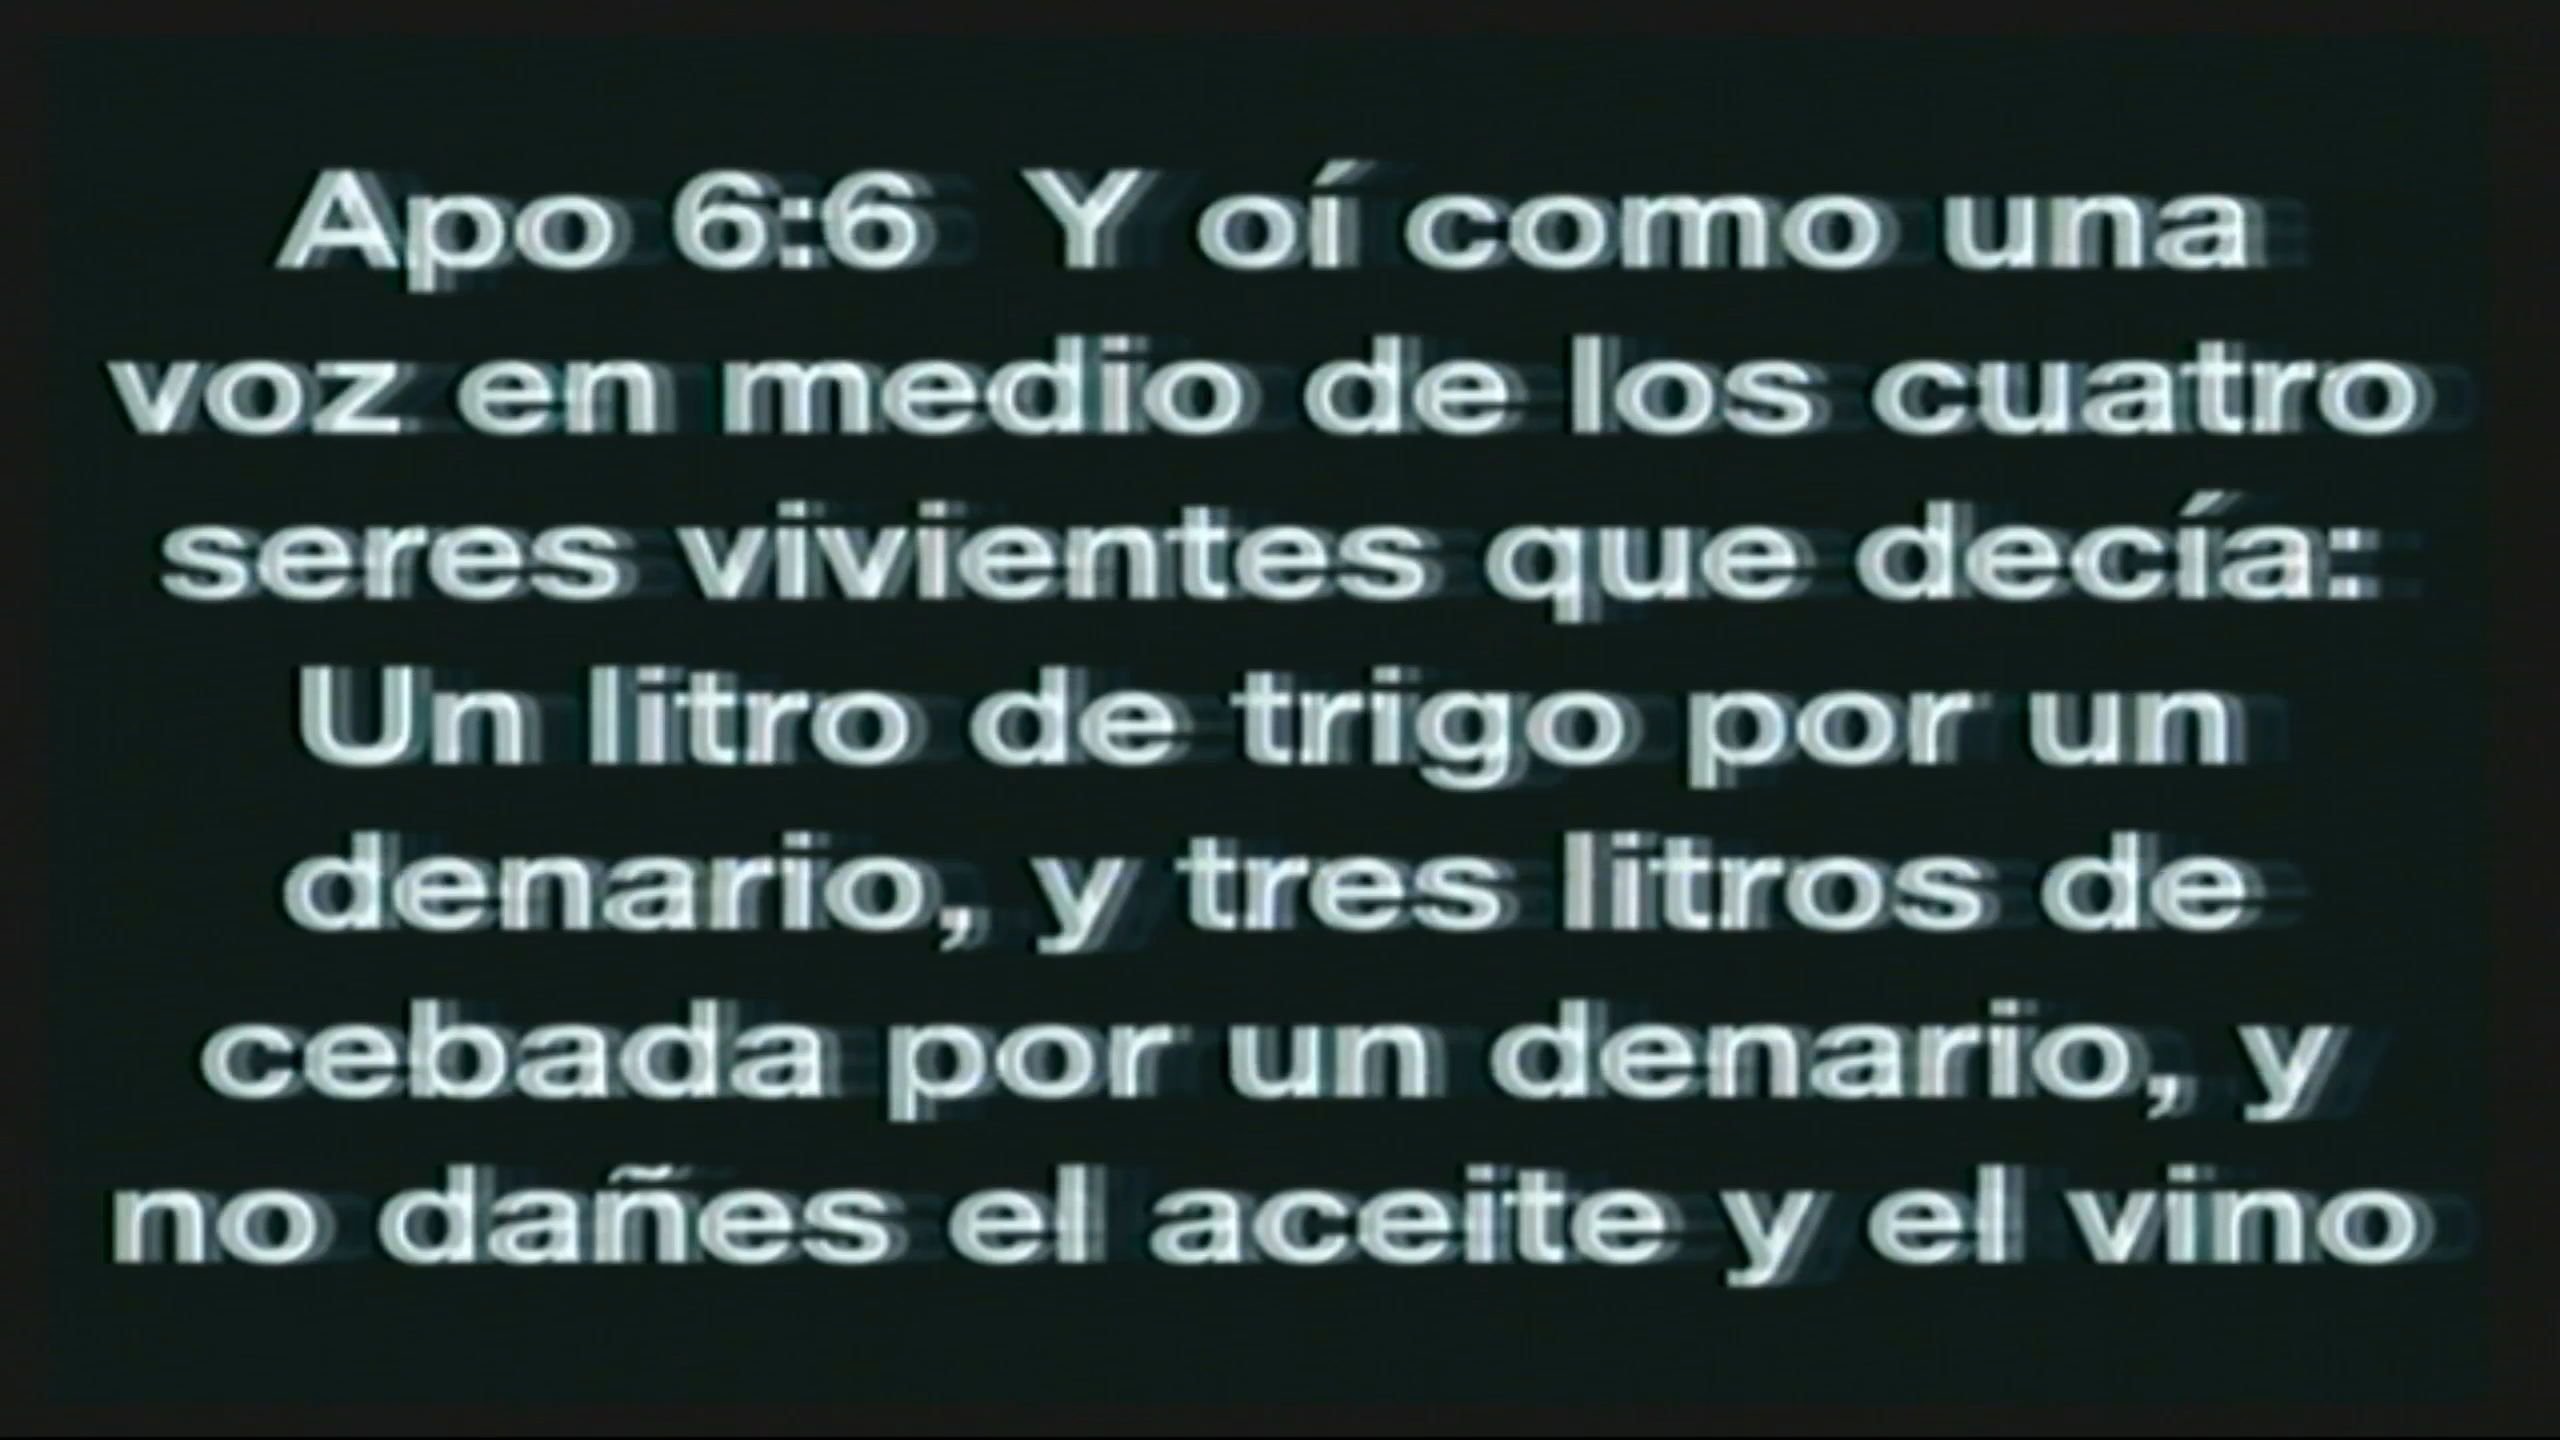 Apo 6:6 Y oí como una
voz en medio de los cuatro
seres vivientes que decía:
Un litro de trigo por un
denario, y tres litros de
cebada por un denario, y
no dañes el aceite y el vino